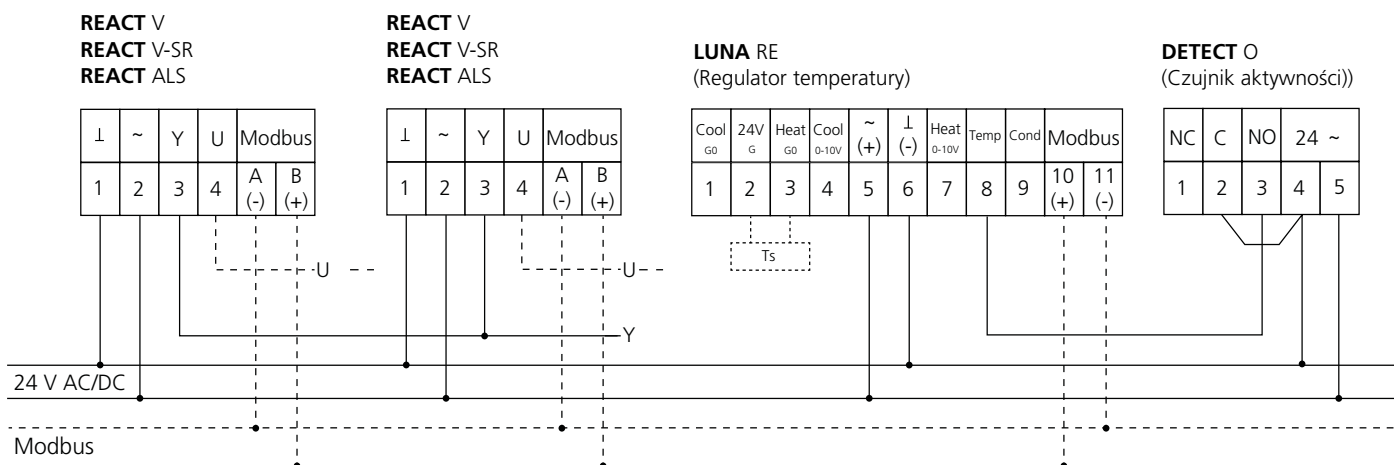 REACT V
REACT V-SR
REACT ALS
REACT V
REACT V-SR
REACT ALS
LUNA RE
(Regulator temperatury)
DETECT O
(Czujnik aktywności))
⊥ ~ Y U Modbus
1 2 3 4 A (-) B (+)
⊥ ~ Y U Modbus
1 2 3 4 A (-) B (+)
Cool G0 24V G Heat G0 Cool 0-10V ~ (+) ⊥ (-) Heat 0-10V Temp Cond Modbus
1 2 3 4 5 6 7 8 9 10 (+) 11 (-)
NC C NO 24 ~
1 2 3 4 5
Ts
U
U
Y
24 V AC/DC
Modbus